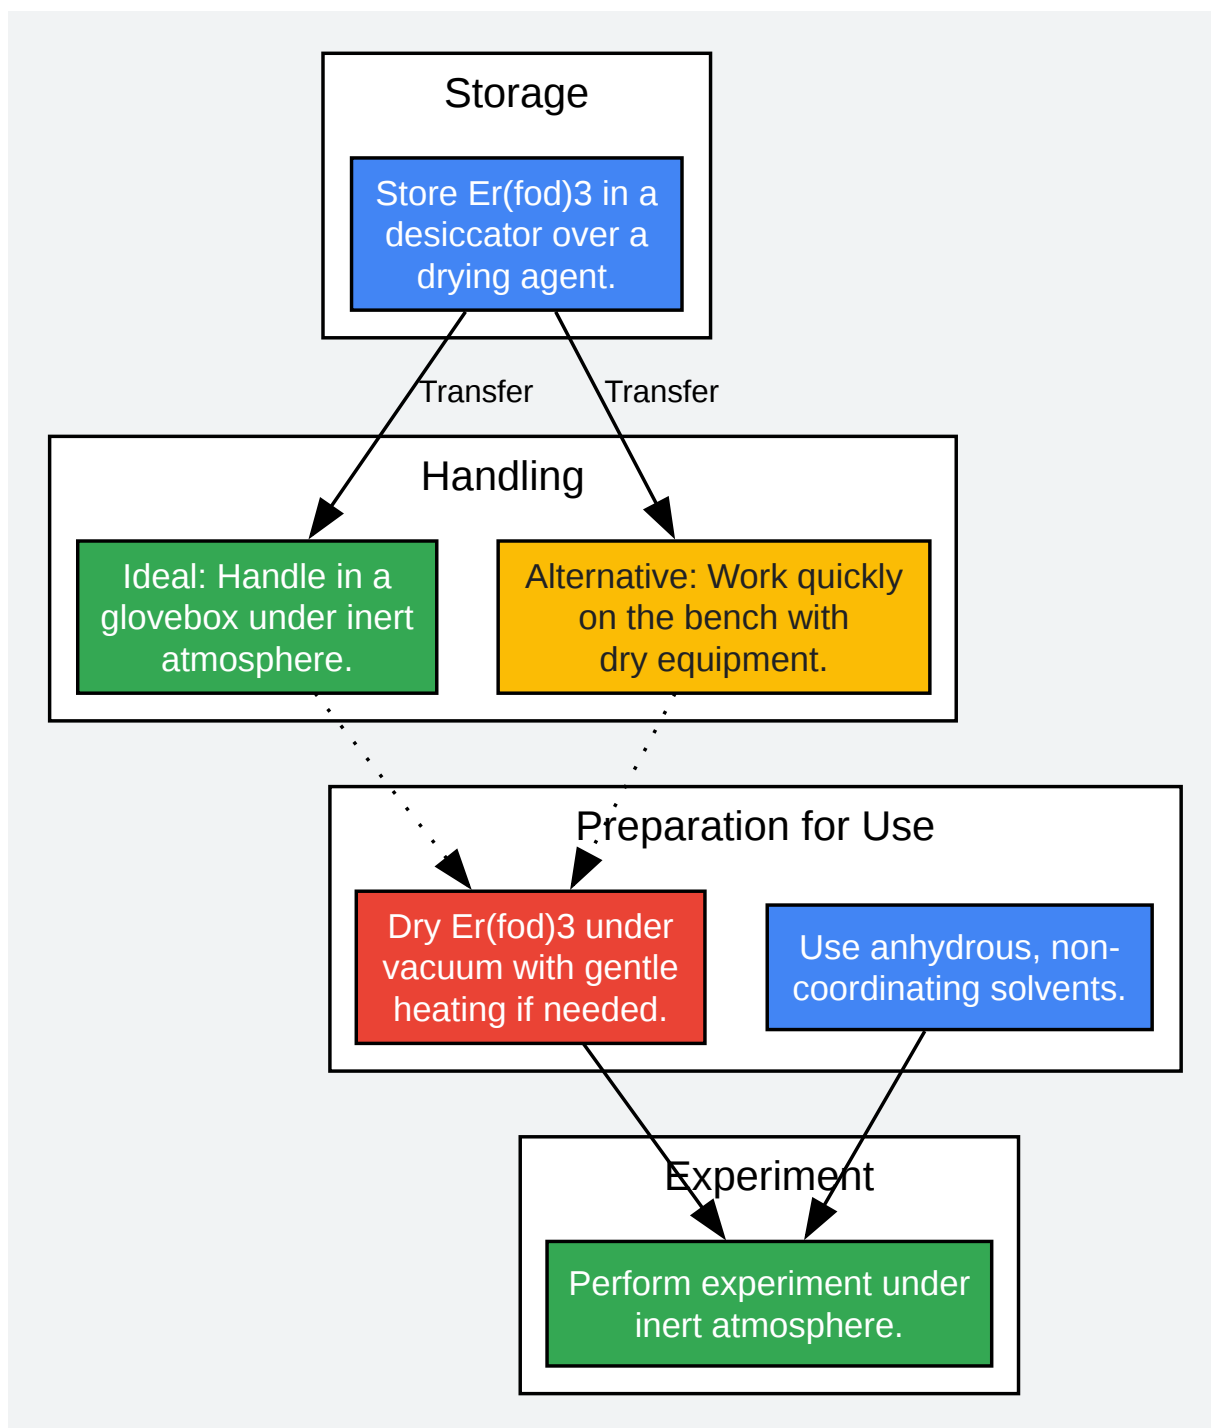 Storage
Store Er(fod)3 in a
desiccator over a
drying agent.
Transfer
Transfer
Handling
Ideal: Handle in a
glovebox under inert
atmosphere.
Alternative: Work quickly
on the bench with
dry equipment.
Preparation for Use
Dry Er(fod)3 under
vacuum with gentle
heating if needed.
Use anhydrous, non-
coordinating solvents.
Experiment
Perform experiment under
inert atmosphere.